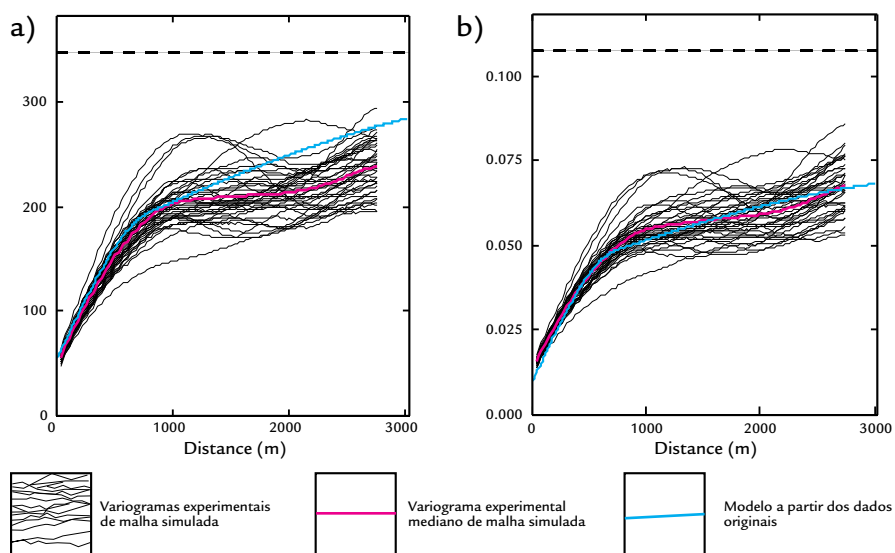 a)
300
200
100
0
0
1000
2000
3000
Distance (m)
b)
0.100
0.075
0.050
0.025
0.000
0
1000
2000
3000
Distance (m)
Variogramas experimentais
de malha simulada
Variograma experimental
mediano de malha simulada
Modelo a partir dos dados
originais